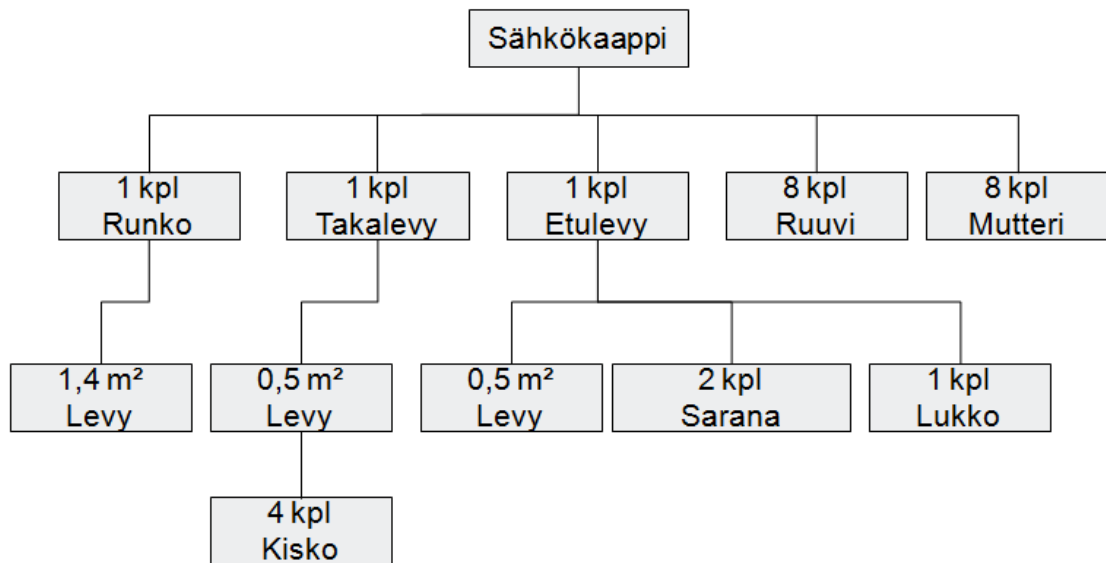 Sähkökaappi
1 kpl
Runko
1 kpl
Takalevy
1 kpl
Etulevy
8 kpl
Ruuvi
8 kpl
Mutteri
1,4 m²
Levy
0,5 m²
Levy
0,5 m²
Levy
2 kpl
Sarana
1 kpl
Lukko
4 kpl
Kisko